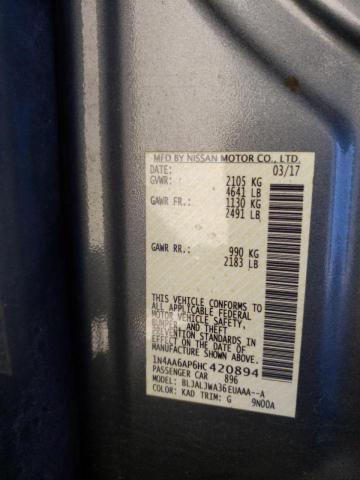 MFD BY NISSAN MOTOR CO., LTD.
DATE: 03/17
GVWR: 2105 KG
4641 LB
GAWR FR.: 1130 KG
2491 LB
GAWR RR.: 990 KG
2183 LB
THIS VEHICLE CONFORMS TO
ALL APPLICABLE FEDERAL
MOTOR VEHICLE SAFETY,
BUMPER, AND THEFT
PREVENTION STANDARDS IN
EFFECT ON THE DATE OF
MANUFACTURE SHOWN ABOVE.
1N4AA6AP6HC420894
PASSENGER CAR 896
MODEL: BLJALJWA36EUAAA--A
COLOR: KAD TRIM: G 9N00A